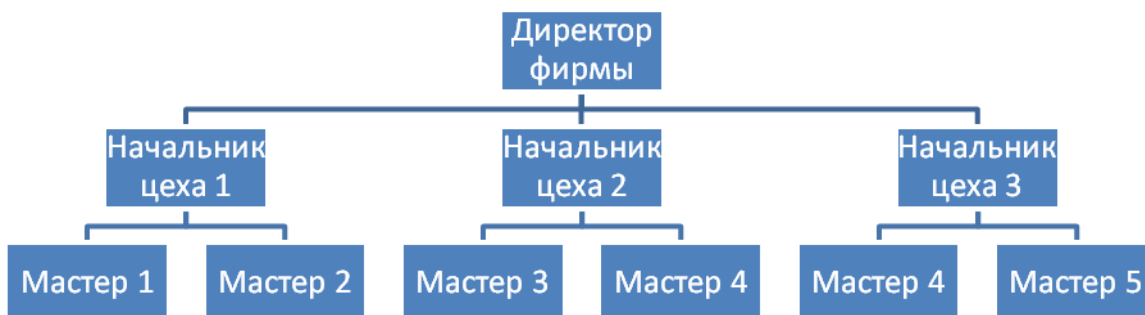 Директор
фирмы
Начальник
цеха 1
Начальник
цеха 2
Начальник
цеха 3
Мастер 1
Мастер 2
Мастер 3
Мастер 4
Мастер 4
Мастер 5